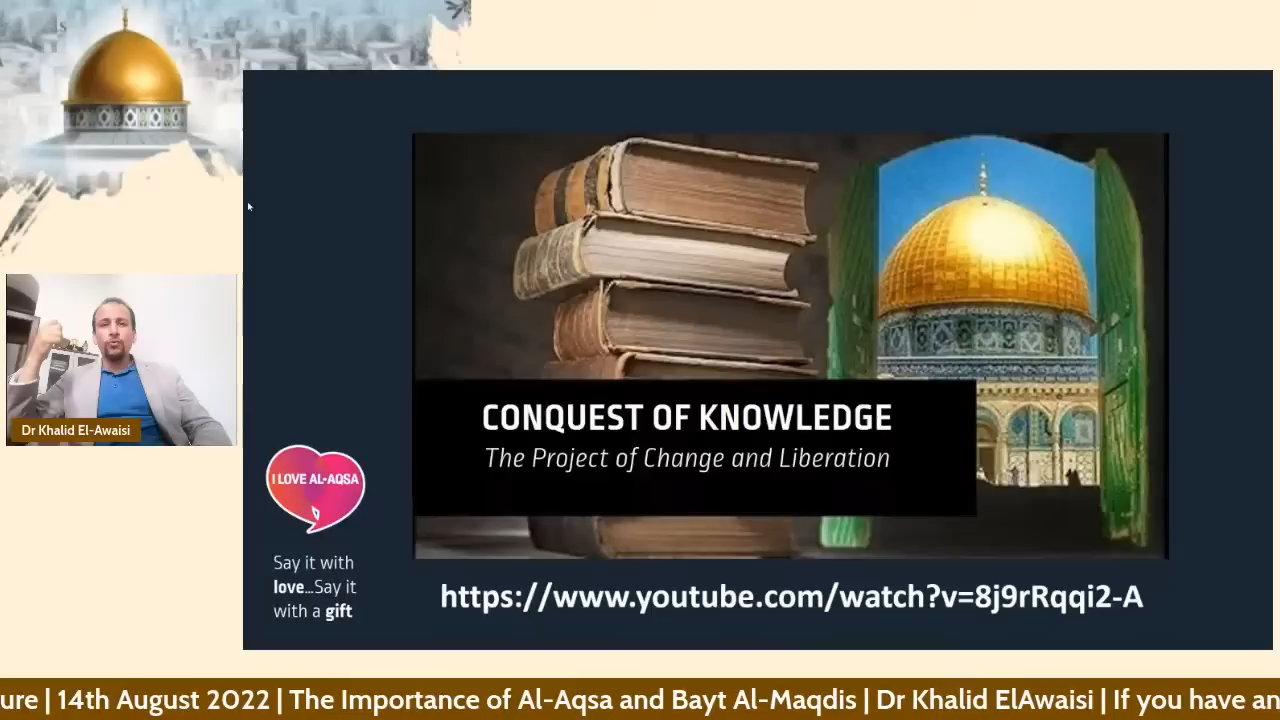 CONQUEST OF KNOWLEDGE
The Project of Change and Liberation
Dr Khalid El-Awaisi
I LOVE AL-AQSA
Say it with
love...Say it
with a gift
https://www.youtube.com/watch?v=8j9rRqqi2-A
ure | 14th August 2022 | The Importance of Al-Aqsa and Bayt Al-Maqdis | Dr Khalid ElAwaisi | If you have an